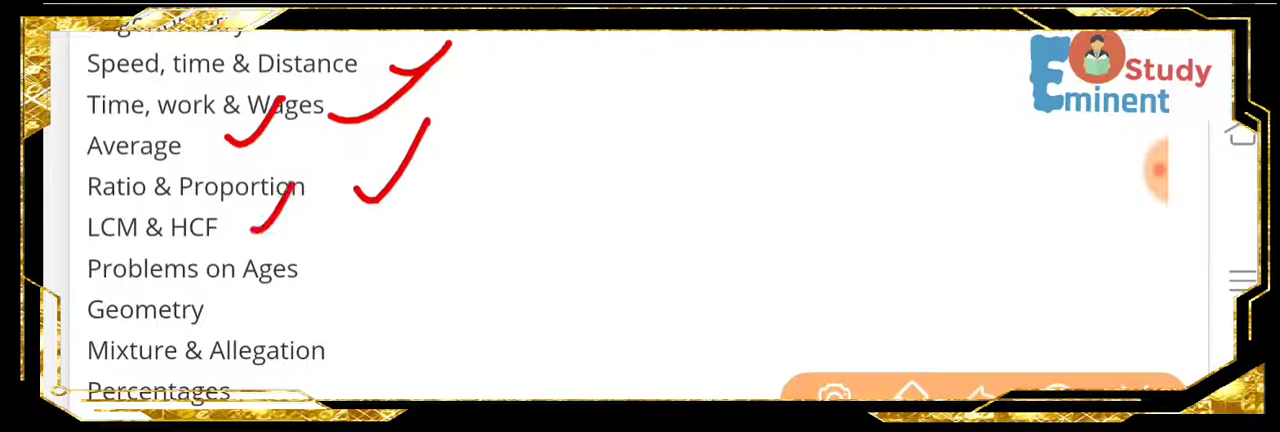 Speed, time & Distance
Time, work & Wages
Average
Ratio & Proportion
LCM & HCF
Problems on Ages
Geometry
Mixture & Allegation
Percentages
E Study
minent